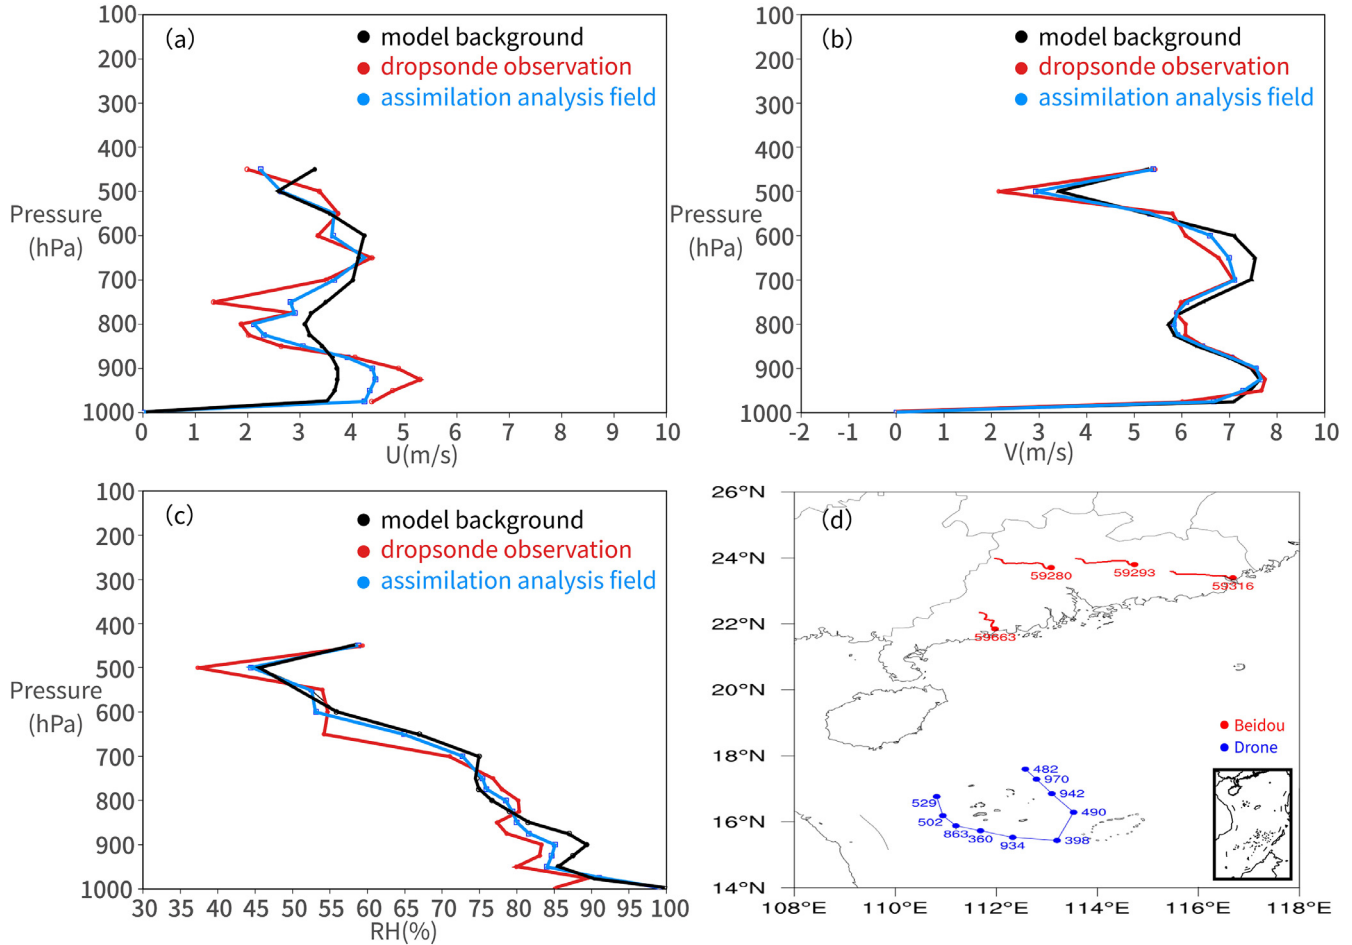 (a)
model background
dropsonde observation
assimilation analysis field
100
200
300
400
500
600
700
800
900
1000
Pressure
(hPa)
0 1 2 3 4 5 6 7 8 9 10
U(m/s)
(b)
model background
dropsonde observation
assimilation analysis field
100
200
300
400
500
600
700
800
900
1000
Pressure
(hPa)
-2 -1 0 1 2 3 4 5 6 7 8 9 10
V(m/s)
(c)
model background
dropsonde observation
assimilation analysis field
100
200
300
400
500
600
700
800
900
1000
Pressure
(hPa)
30 35 40 45 50 55 60 65 70 75 80 85 90 95 100
RH(%)
(d)
26°N
24°N
22°N
20°N
18°N
16°N
14°N
59280
59293
59316
59663
Beidou
Drone
482
970
942
490
529
502
863
360
934
398
108°E 110°E 112°E 114°E 116°E 118°E